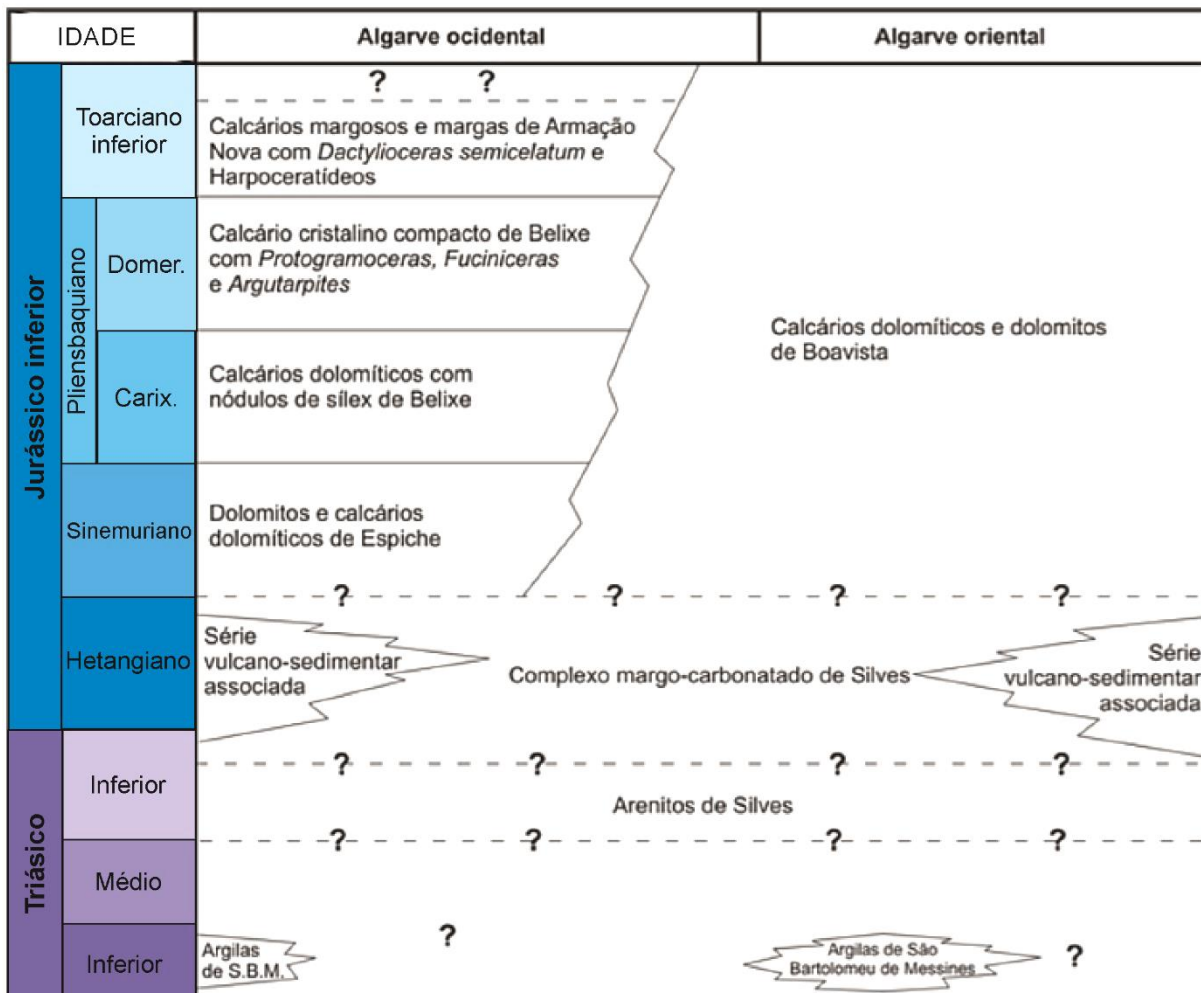 IDADE
Algarve ocidental
Algarve oriental
Jurássico inferior
Toarciano
inferior
? ?
Calcários margosos e margas de Armação
Nova com Dactylioceras semicelatum e
Harpoceratídeos
Pliensbaquiano
Domer.
Calcário cristalino compacto de Belixe
com Protogramoceras, Fuciniceras
e Argutarpites
Calcários dolomíticos e dolomitos
de Boavista
Carix.
Calcários dolomíticos com
nódulos de sílex de Belixe
Sinemuriano
Dolomitos e calcários
dolomíticos de Espiche
? ? ? ?
Hetangiano
Série
vulcano-sedimentar
associada
Complexo margo-carbonatado de Silves
Série
vulcano-sedimentar
associada
Triásico
Inferior
? ? ? ?
Arenitos de Silves
? ? ? ?
Médio
Inferior
Argilas
de S.B.M.
?
Argilas de São
Bartolomeu de Messines
?